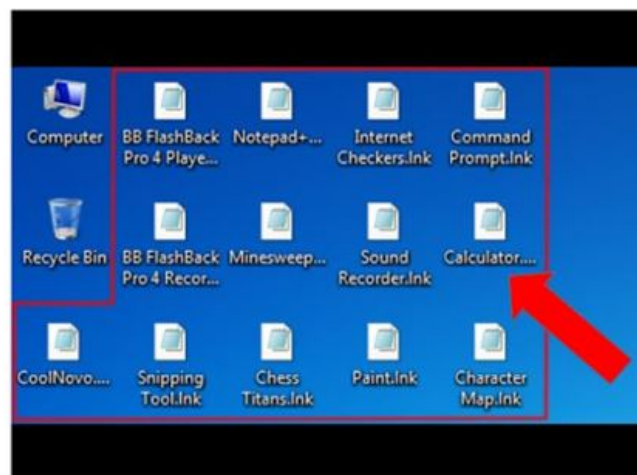 Computer
BB FlashBack
Pro 4 Playe...
Notepad+...
Internet
Checkers.lnk
Command
Prompt.lnk
Recycle Bin
BB FlashBack
Pro 4 Recor...
Minesweep...
Sound
Recorder.lnk
Calculator....
CoolNovo....
Snipping
Tool.lnk
Chess
Titans.lnk
Paint.lnk
Character
Map.lnk